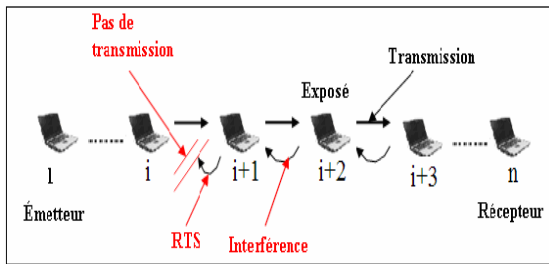 Pas de
transmission
Transmission
Exposé
1
i
i+1
i+2
i+3
n
Émetteur
Récepteur
RTS
Interférence